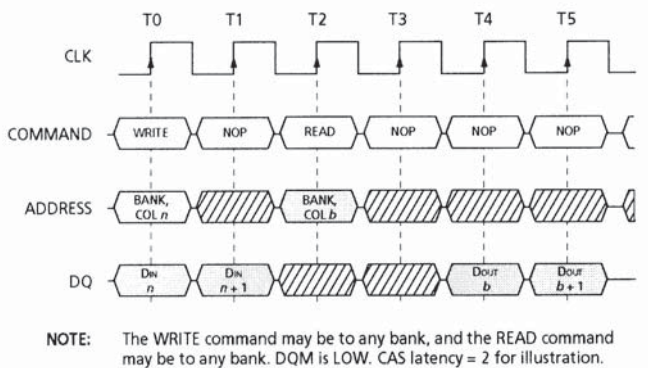 T0 T1 T2 T3 T4 T5
CLK
COMMAND WRITE NOP READ NOP NOP NOP
ADDRESS BANK, COL n BANK, COL b
DQ DIN n DIN n + 1 DOUT b DOUT b + 1
NOTE: The WRITE command may be to any bank, and the READ command
may be to any bank. DQM is LOW. CAS latency = 2 for illustration.